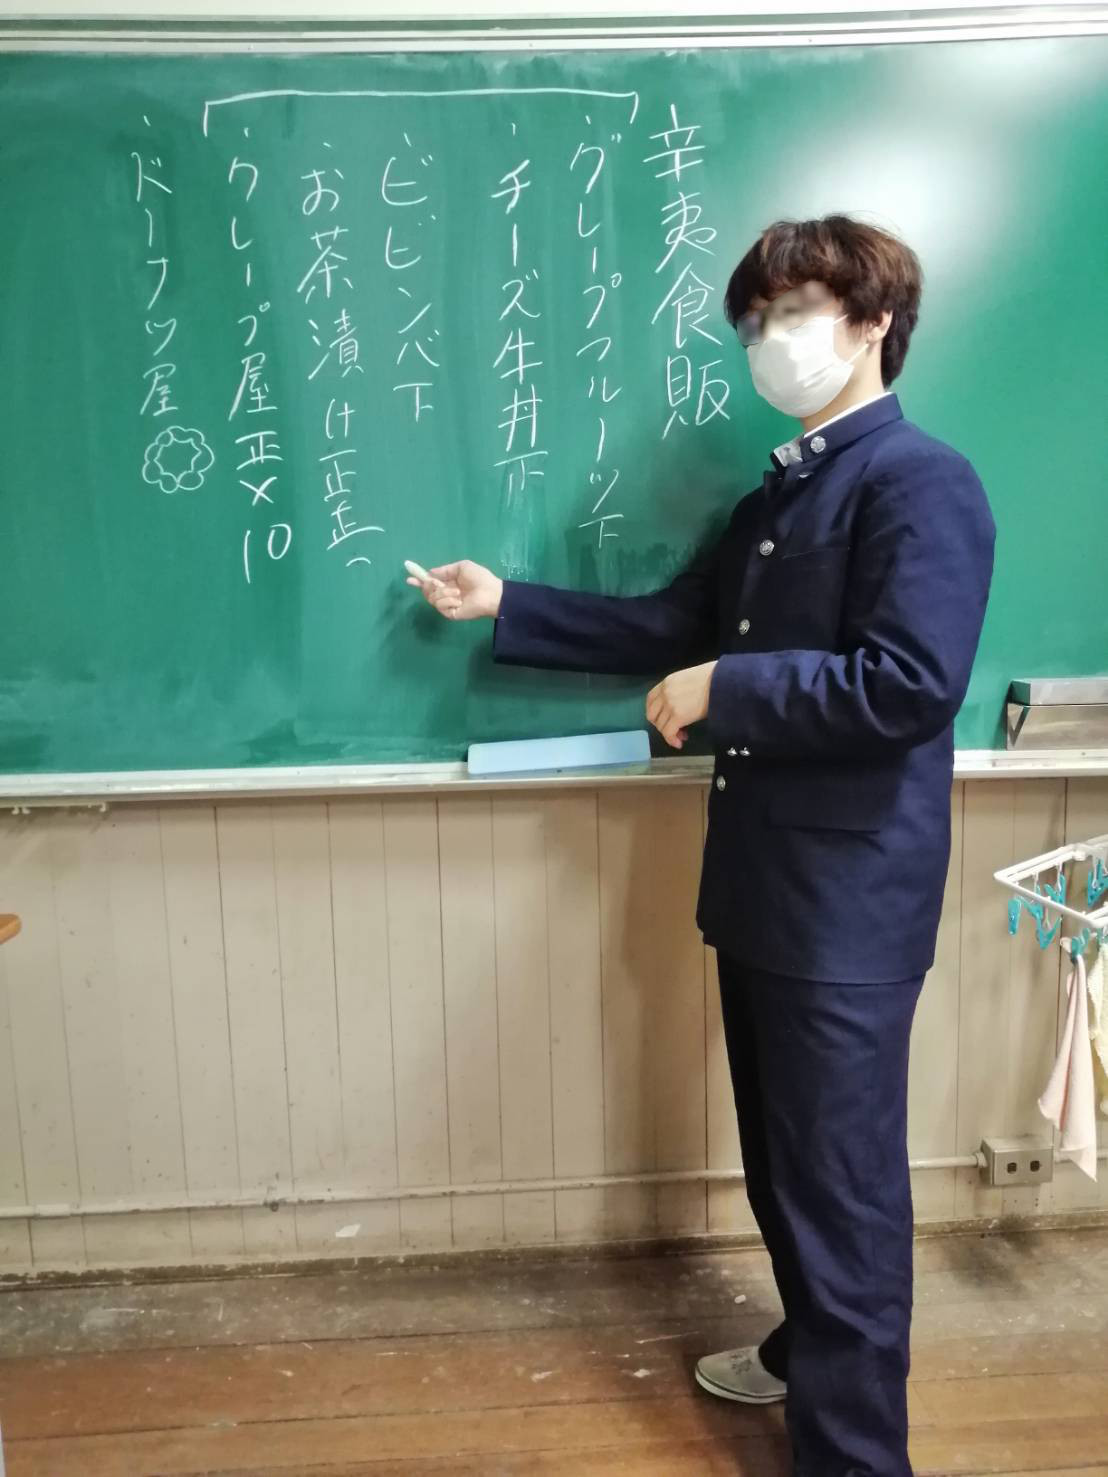 辛夷食販
・グレープフルーツ下
・チーズ牛丼正
・ビビンバ下
・お茶漬け正正
・クレープ屋正×10
・ドーナツ屋